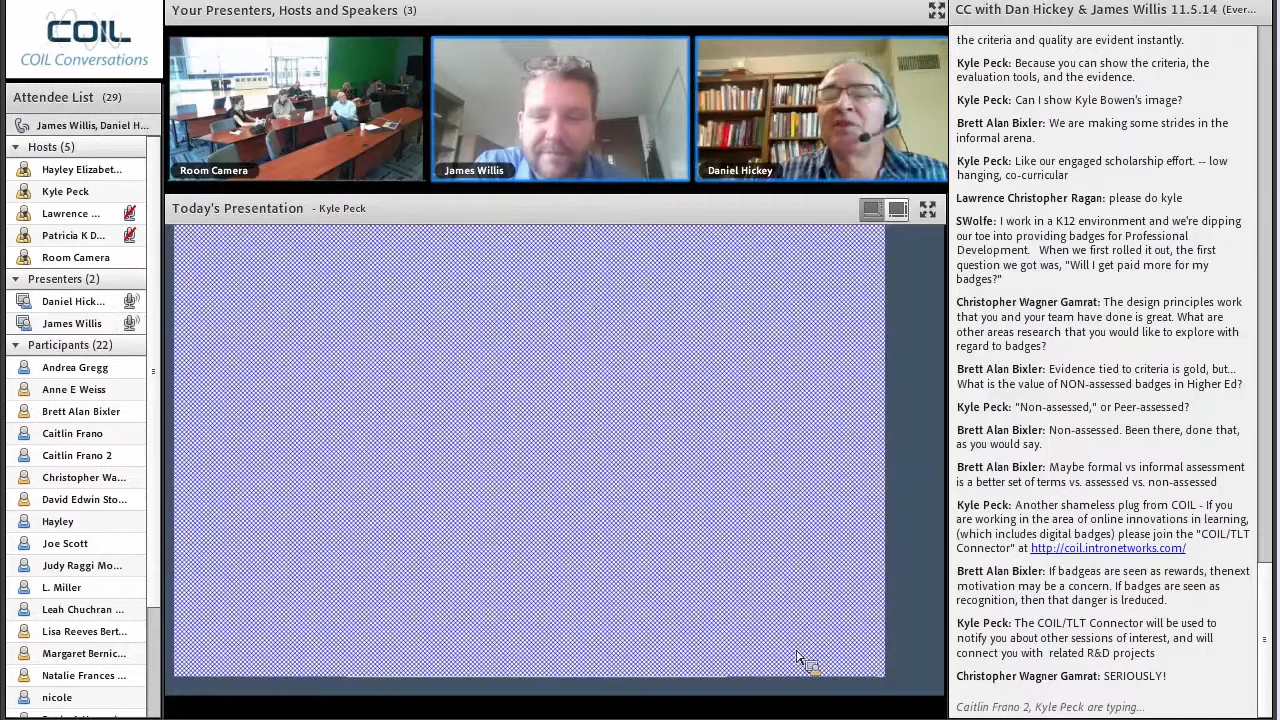 COIL
COIL Conversations
Attendee List (29)
James Willis, Daniel H...
Hosts (5)
Hayley Elizabet...
Kyle Peck
Lawrence ...
Patricia K D...
Room Camera
Presenters (2)
Daniel Hick...
James Willis
Participants (22)
Andrea Gregg
Anne E Weiss
Brett Alan Bixler
Caitlin Frano
Caitlin Frano 2
Christopher Wa...
David Edwin Sto...
Hayley
Joe Scott
Judy Raggi Mo...
L. Miller
Leah Chuchran ...
Lisa Reeves Bert...
Margaret Bernic...
Natalie Frances ...
nicole
Your Presenters, Hosts and Speakers (3)
Room Camera
James Willis
Daniel Hickey
Today's Presentation - Kyle Peck
CC with Dan Hickey & James Willis 11.5.14 (Ever...
the criteria and quality are evident instantly.
Kyle Peck: Because you can show the criteria, the
evaluation tools, and the evidence.
Kyle Peck: Can I show Kyle Bowen's image?
Brett Alan Bixler: We are making some strides in the
informal arena.
Kyle Peck: Like our engaged scholarship effort. -- low
hanging, co-curricular
Lawrence Christopher Ragan: please do kyle
SWolfe: I work in a K12 environment and we're dipping
our toe into providing badges for Professional
Development. When we first rolled it out, the first
question we got was, "Will I get paid more for my
badges?"
Christopher Wagner Gamrat: The design principles work
that you and your team have done is great. What are
other areas research that you would like to explore with
regard to badges?
Brett Alan Bixler: Evidence tied to criteria is gold, but...
What is the value of NON-assessed badges in Higher Ed?
Kyle Peck: "Non-assessed," or Peer-assessed?
Brett Alan Bixler: Non-assessed. Been there, done that,
as you would say.
Brett Alan Bixler: Maybe formal vs informal assessment
is a better set of terms vs. assessed vs. non-assessed
Kyle Peck: Another shameless plug from COIL - If you
are working in the area of online innovations in learning,
(which includes digital badges) please join the "COIL/TLT
Connector" at http://coil.intronetworks.com/
Brett Alan Bixler: If badgeas are seen as rewards, thenext
motivation may be a concern. If badges are seen as
recognition, then that danger is lreduced.
Kyle Peck: The COIL/TLT Connector will be used to
notify you about other sessions of interest, and will
connect you with related R&D projects
Christopher Wagner Gamrat: SERIOUSLY!
Caitlin Frano 2, Kyle Peck are typing...